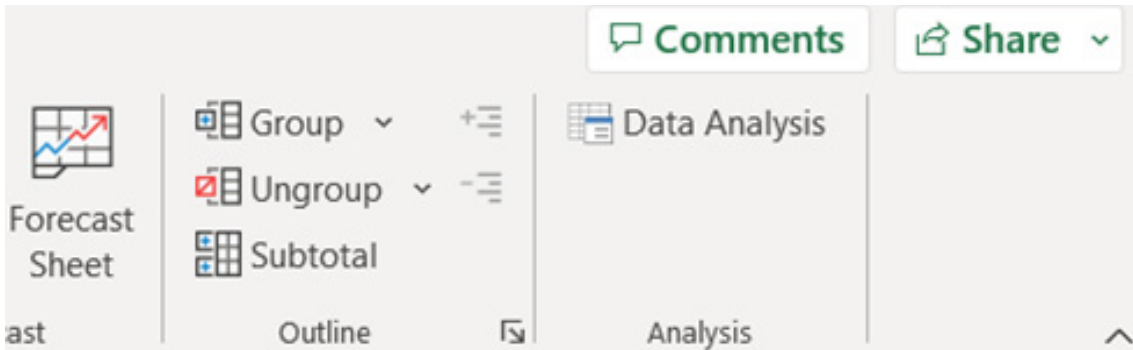 Comments Share
Group Data Analysis
Ungroup
Forecast
Sheet
Subtotal
ast Outline Analysis